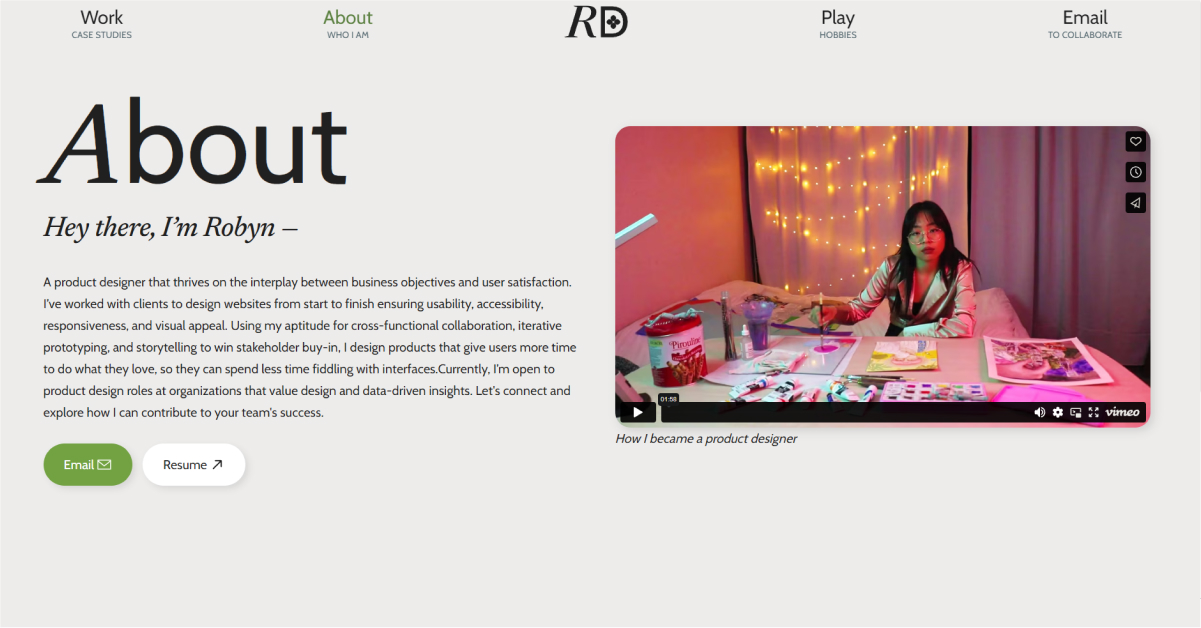 Work
CASE STUDIES
About
WHO I AM
RD
Play
HOBBIES
Email
TO COLLABORATE
About
Hey there, I’m Robyn –
A product designer that thrives on the interplay between business objectives and user satisfaction.
I’ve worked with clients to design websites from start to finish ensuring usability, accessibility,
responsiveness, and visual appeal. Using my aptitude for cross-functional collaboration, iterative
prototyping, and storytelling to win stakeholder buy-in, I design products that give users more time
to do what they love, so they can spend less time fiddling with interfaces.Currently, I’m open to
product design roles at organizations that value design and data-driven insights. Let’s connect and
explore how I can contribute to your team’s success.
Email
Resume
Pirouline
01:58
vimeo
How I became a product designer